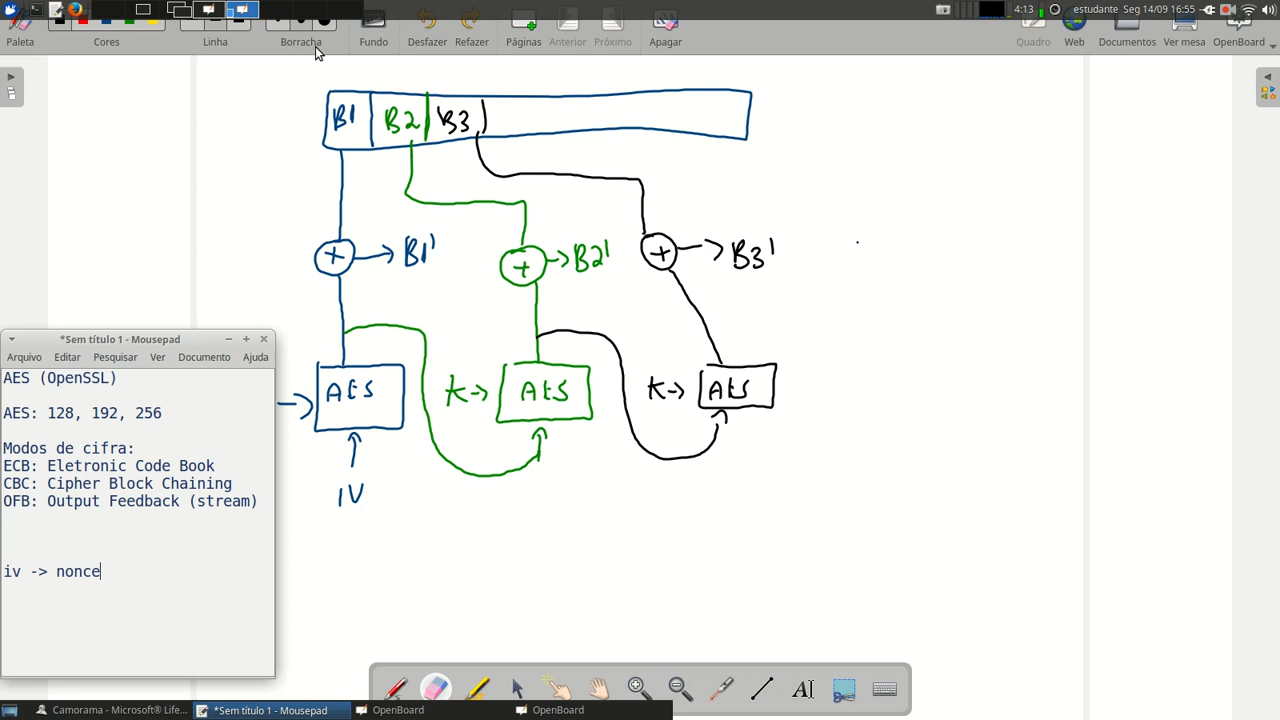 4:13 estudante Seg 14/09 16:55
Paleta Cores Linha Borracha Fundo Desfazer Refazer Páginas Anterior Próximo Apagar Quadro Web Documentos Ver mesa OpenBoard
B1 B2 B3
+ → B1' + → B2' + → B3'
*Sem título 1 - Mousepad
Arquivo Editar Pesquisar Ver Documento Ajuda
AES (OpenSSL)
AES: 128, 192, 256
Modos de cifra:
ECB: Eletronic Code Book
CBC: Cipher Block Chaining
OFB: Output Feedback (stream)
iv -> nonce
AES K→ AES K→ AES
IV
AI
Camorama - Microsoft® Life... *Sem título 1 - Mousepad OpenBoard OpenBoard